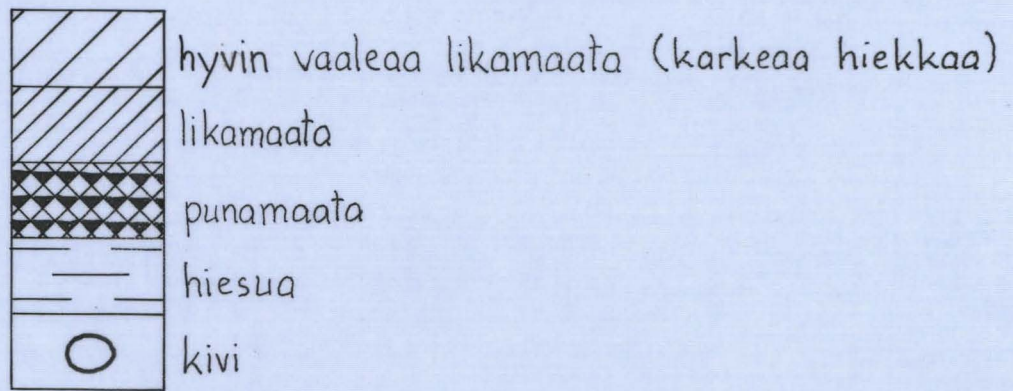 hyvin vaaleaa likamaata (karkeaa hiekkaa)
likamaata
punamaata
hiesua
kivi